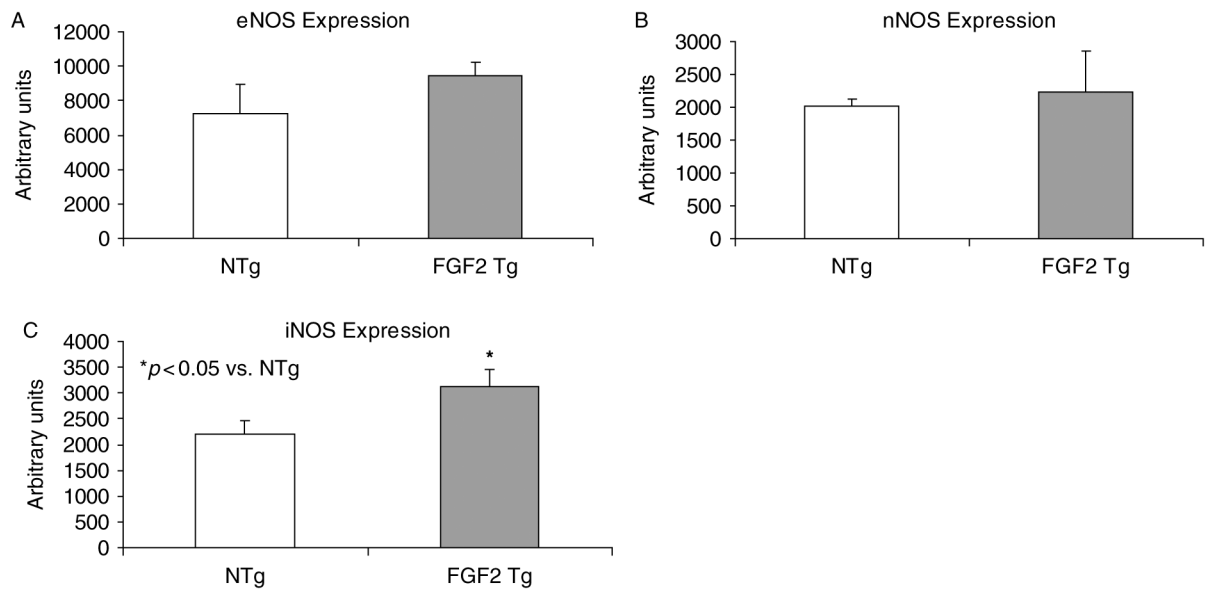 A
eNOS Expression
12000
10000
8000
6000
4000
2000
0
Arbitrary units
NTg
FGF2 Tg
B
nNOS Expression
3000
2500
2000
1500
1000
500
0
Arbitrary units
NTg
FGF2 Tg
C
iNOS Expression
4000
3500
3000
2500
2000
1500
1000
500
0
Arbitrary units
*p<0.05 vs. NTg
*
NTg
FGF2 Tg